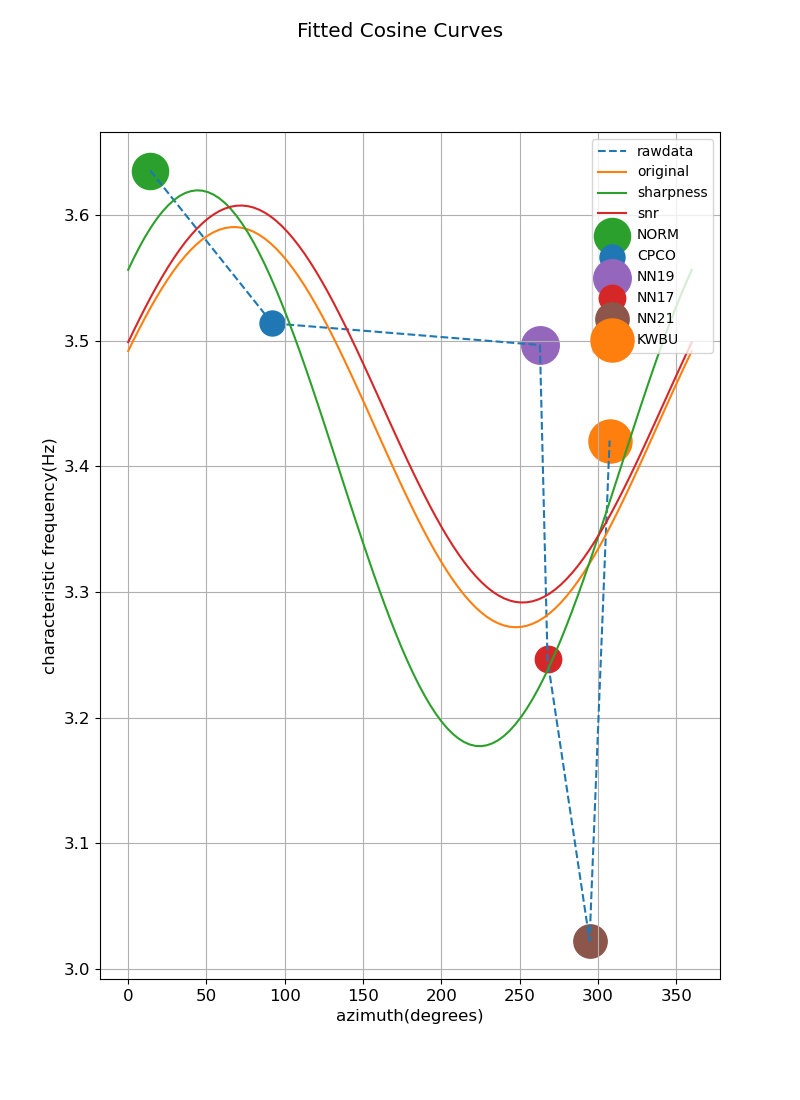 Fitted Cosine Curves
rawdata
original
sharpness
snr
NORM
CPCO
NN19
NN17
NN21
KWBU
characteristic frequency(Hz)
3.6
3.5
3.4
3.3
3.2
3.1
3.0
0 50 100 150 200 250 300 350
azimuth(degrees)